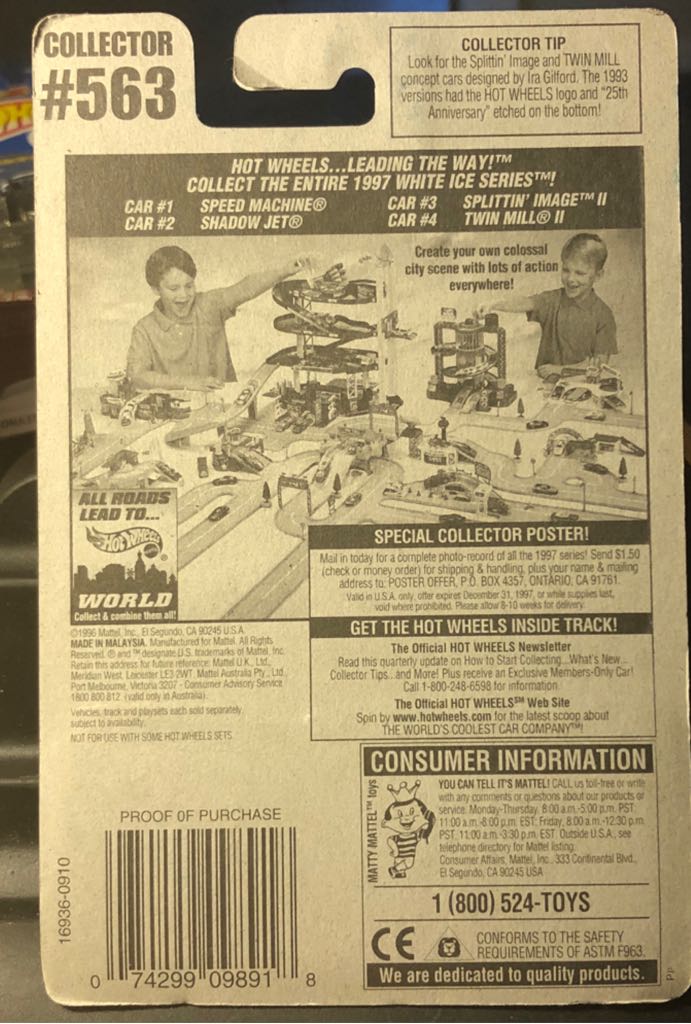 COLLECTOR
#563
COLLECTOR TIP
Look for the Splittin' Image and TWIN MILL
concept cars designed by Ira Gilford. The 1993
versions had the HOT WHEELS logo and "25th
Anniversary" etched on the bottom!
HOT WHEELS...LEADING THE WAY!™
COLLECT THE ENTIRE 1997 WHITE ICE SERIES™!
CAR #1 SPEED MACHINE® CAR #3 SPLITTIN' IMAGE™ II
CAR #2 SHADOW JET® CAR #4 TWIN MILL® II
Create your own colossal
city scene with lots of action
everywhere!
ALL ROADS
LEAD TO...
HOT WHEELS
®
WORLD
Collect & combine them all!
SPECIAL COLLECTOR POSTER!
Mail in today for a complete photo-record of all the 1997 series! Send $1.50
(check or money order) for shipping & handling, plus your name & mailing
address to: POSTER OFFER, P.O. BOX 4357, ONTARIO, CA 91761.
Valid in U.S.A. only, offer expires December 31, 1997, or while supplies last,
void where prohibited. Please allow 8-10 weeks for delivery.
GET THE HOT WHEELS INSIDE TRACK!
The Official HOT WHEELS Newsletter
Read this quarterly update on How to Start Collecting...What's New...
Collector Tips...and More! Plus receive an Exclusive Members-Only Car!
Call 1-800-248-6598 for information.
The Official HOT WHEELS℠ Web Site
Spin by www.hotwheels.com for the latest scoop about
THE WORLD'S COOLEST CAR COMPANY™!
©1996 Mattel, Inc., El Segundo, CA 90245 U.S.A.
MADE IN MALAYSIA. Manufactured for Mattel. All Rights
Reserved. ® and ™ designate U.S. trademarks of Mattel, Inc.
Retain this address for future reference: Mattel U.K., Ltd.,
Meridian West, Leicester LE3 2WT. Mattel Australia Pty., Ltd.,
Port Melbourne, Victoria 3207 - Consumer Advisory Service
1800 800 812 (valid only in Australia).
Vehicles, track and playsets each sold separately,
subject to availability.
NOT FOR USE WITH SOME HOT WHEELS SETS.
CONSUMER INFORMATION
MATTY MATTEL™ toys
YOU CAN TELL IT'S MATTEL! CALL us toll-free or write
with any comments or questions about our products or
service. Monday-Thursday, 8:00 a.m.-5:00 p.m. PST,
11:00 a.m.-8:00 p.m. EST; Friday, 8:00 a.m.-12:30 p.m.
PST, 11:00 a.m.-3:30 p.m. EST. Outside U.S.A., see
telephone directory for Mattel listing.
Consumer Affairs, Mattel, Inc., 333 Continental Blvd.,
El Segundo, CA 90245 USA
1 (800) 524-TOYS
CE
CONFORMS TO THE SAFETY
REQUIREMENTS OF ASTM F963.
We are dedicated to quality products.
PP
PROOF OF PURCHASE
16936-0910
0 74299 09891 8